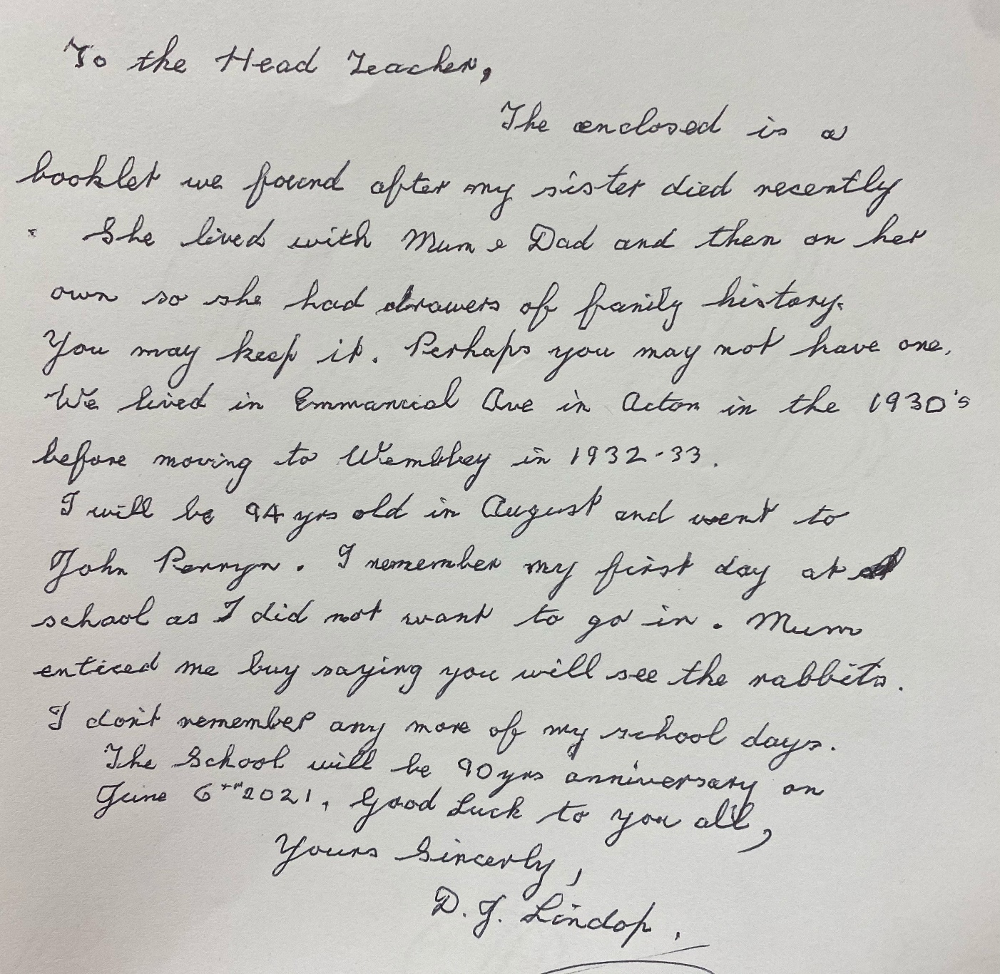 To the Head Teacher,
The enclosed is a
booklet we found after my sister died recently
. She lived with Mum & Dad and then on her
own so she had drawers of family history.
You may keep it. Perhaps you may not have one.
We lived in Emmanuel Ave in Acton in the 1930's
before moving to Wembley in 1932-33.
I will be 94 yrs old in August and went to
John Perryn. I remember my first day at
school as I did not want to go in. Mum
enticed me buy saying you will see the rabbits.
I don't remember any more of my school days.
The School will be 90 yrs anniversary on
June 6th 2021, Good Luck to you all,
Yours Sincerly,
D. J. Lindop.